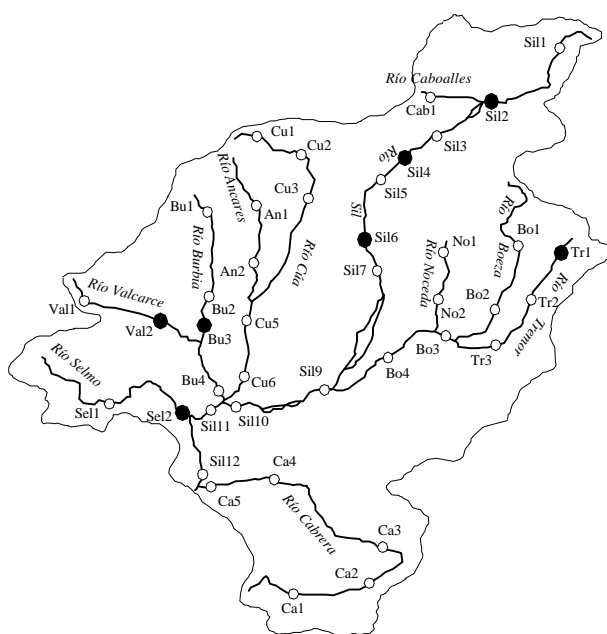 Sil1
Río Caboalles
Cab1
Sil2
Cu1
Cu2
Sil3
Río
Sil4
Sil5
Río Ancares
Cu3
Bu1
An1
Río Burbia
Río Cúa
Sil
Sil6
Sil7
Río
Boeza
Bo1
No1
Río Noceda
Tr1
Río
Tremor
An2
Río Valcarce
Val1
Val2
Bu2
Bu3
Cu5
No2
Bo2
Tr2
Bo3
Tr3
Bo4
Río Selmo
Sel1
Bu4
Cu6
Sil9
Sel2
Sil11
Sil10
Sil12
Ca4
Ca5
Río Cabrera
Ca3
Ca2
Ca1